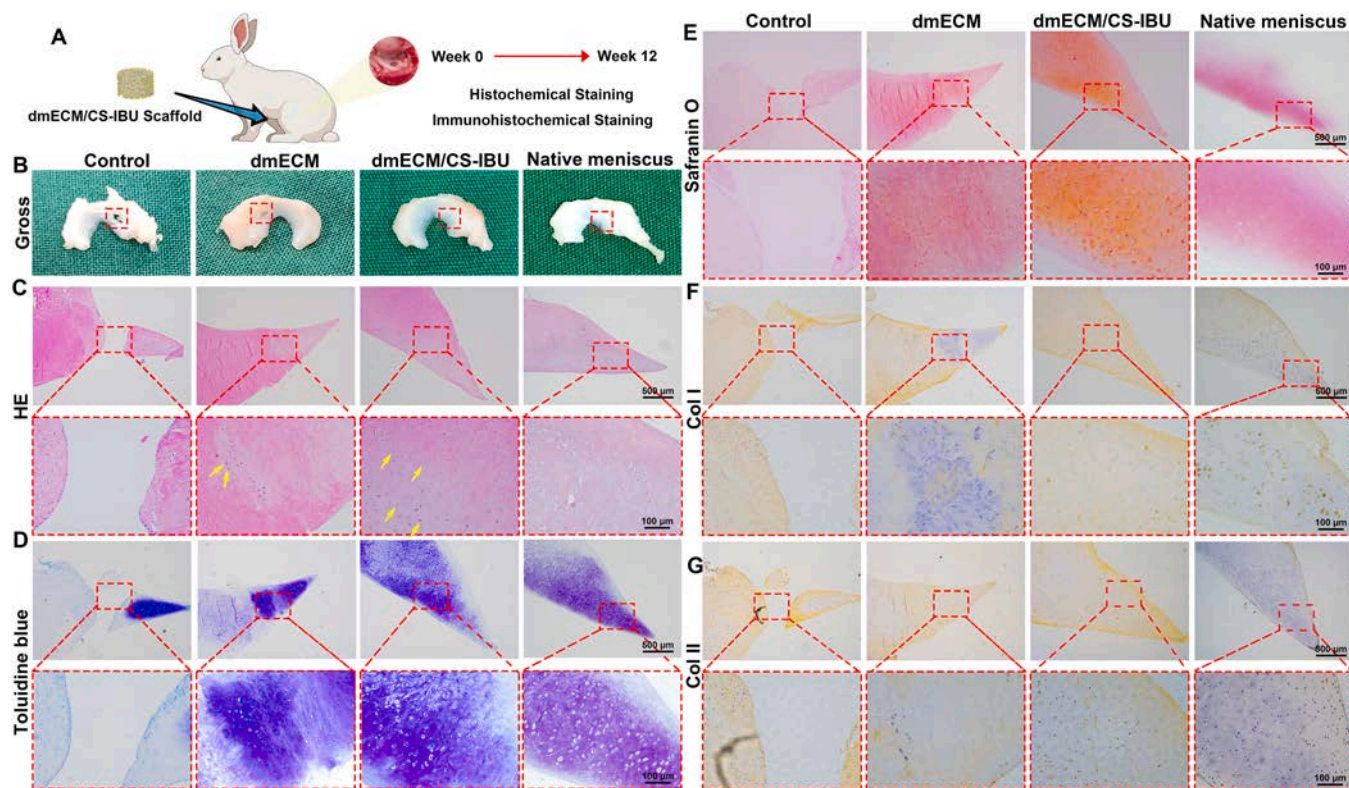 A
dmECM/CS-IBU Scaffold
Week 0
Week 12
Histochemical Staining
Immunohistochemical Staining
B
Control
dmECM
dmECM/CS-IBU
Native meniscus
Gross
C
HE
500 μm
100 μm
D
Toluidine blue
500 μm
100 μm
E
Control
dmECM
dmECM/CS-IBU
Native meniscus
Safranin O
500 μm
100 μm
F
Col I
500 μm
100 μm
G
Col II
500 μm
100 μm